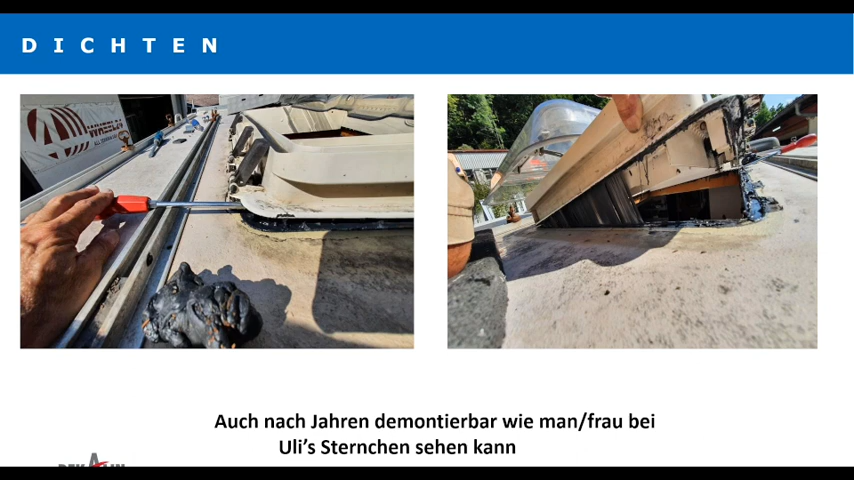 D I C H T E N
Auch nach Jahren demontierbar wie man/frau bei
Uli’s Sternchen sehen kann